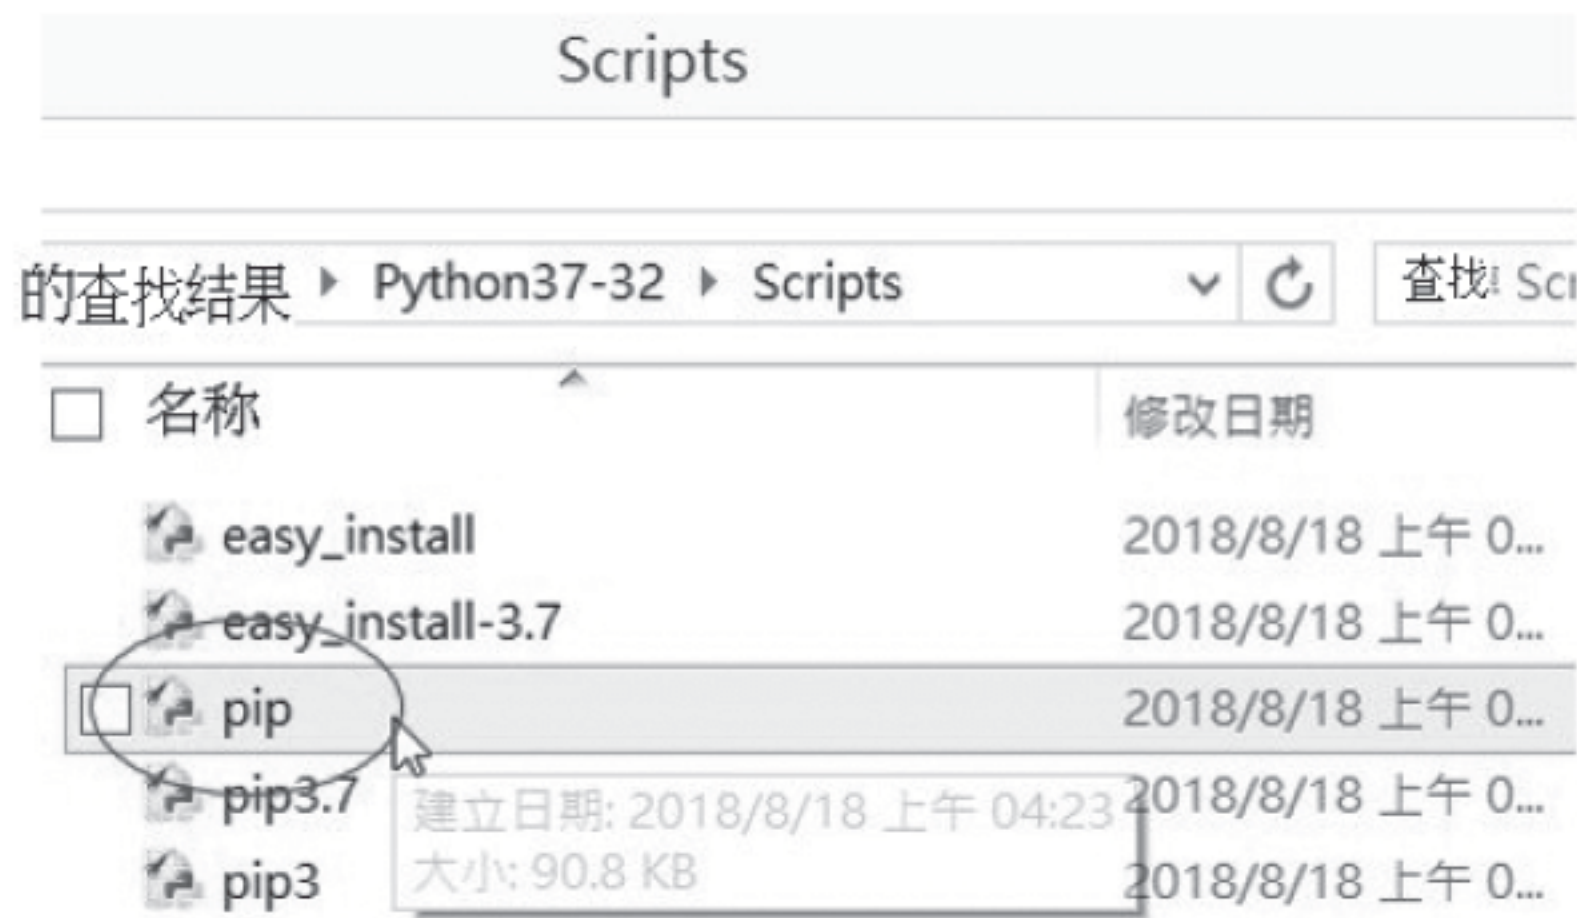 Scripts
的查找结果 Python37-32 Scripts 查找: Scr
名称 修改日期
easy_install 2018/8/18 上午 0...
easy_install-3.7 2018/8/18 上午 0...
pip 2018/8/18 上午 0...
pip3.7 2018/8/18 上午 0...
建立日期: 2018/8/18 上午 04:23
大小: 90.8 KB
pip3 2018/8/18 上午 0...